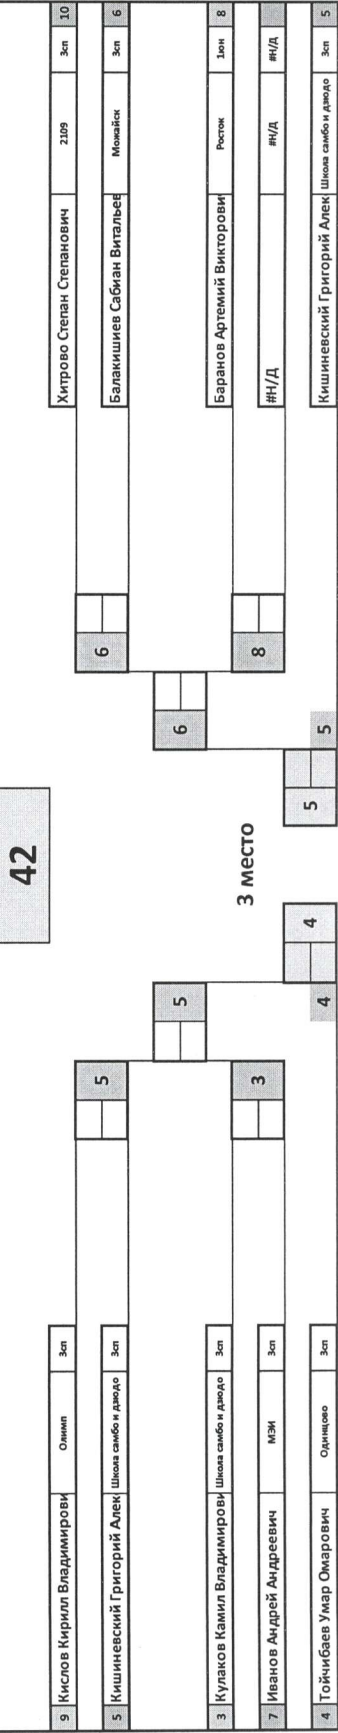 42
9 Кислов Кирилл Владимирови Олимп 3сп
Хитрово Степан Степанович 2109 3сп 10
5 Кишиневский Григорий Алек Школа самбо и дзюдо 3сп
5
6
Балакишиев Сабиан Витальев Можайск 3сп 6
5
6
3 Кулаков Камил Владимирови Школа самбо и дзюдо 3сп
Баранов Артемий Викторови Росток 1юн 8
3
3 место
8
7 Иванов Андрей Андреевич МЭИ 3сп
#Н/Д #Н/Д #Н/Д
4
5
4 Тойчибаев Умар Омарович Одинцово 3сп
4
5
Кишиневский Григорий Алек Школа самбо и дзюдо 3сп 5